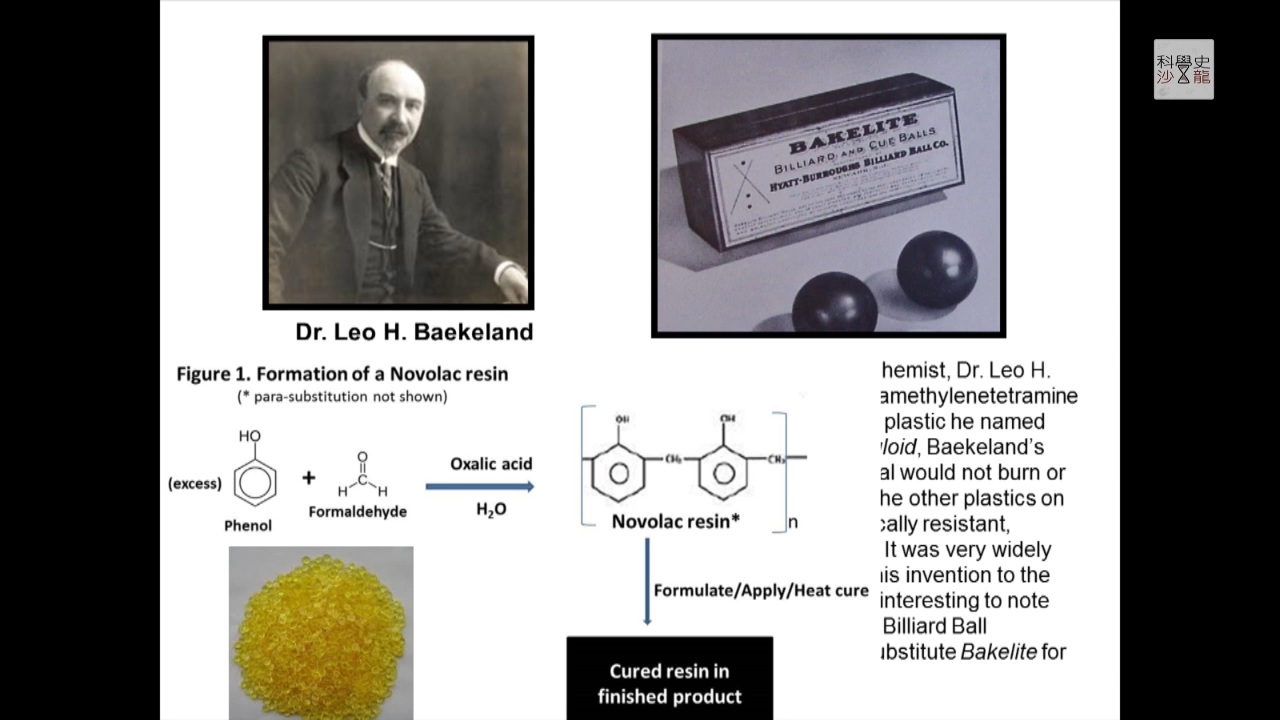 科學史
沙龍
BAKELITE
BILLIARD AND CUE BALLS
HYATT-BURROUGHS BILLIARD BALL CO.
Dr. Leo H. Baekeland
Figure 1. Formation of a Novolac resin
(* para-substitution not shown)
HO
(excess)
Phenol
+
O
C
H H
Formaldehyde
Oxalic acid
H₂O
OH OH
CH₂ CH₂
n
Novolac resin*
Formulate/Apply/Heat cure
Cured resin in
finished product
hemist, Dr. Leo H.
amethylenetetramine
plastic he named
loid, Baekeland's
al would not burn or
he other plastics on
cally resistant,
It was very widely
is invention to the
interesting to note
Billiard Ball
ubstitute Bakelite for